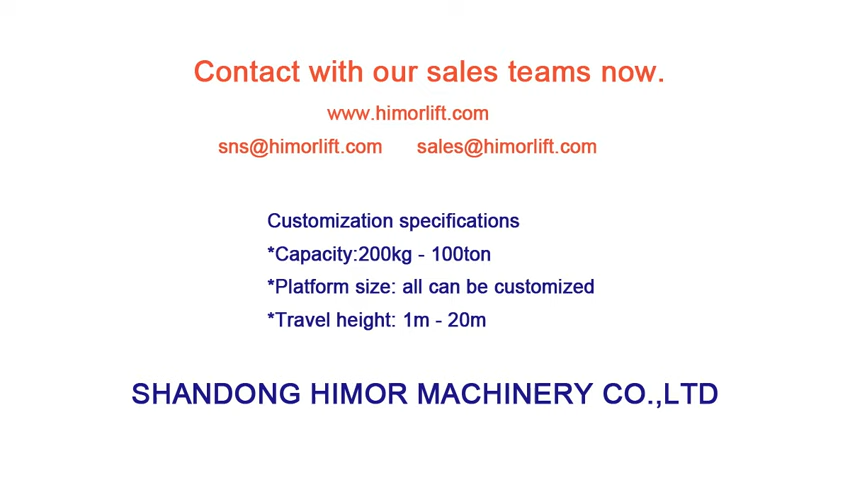 Contact with our sales teams now.
www.himorlift.com
sns@himorlift.com sales@himorlift.com
Customization specifications
*Capacity:200kg - 100ton
*Platform size: all can be customized
*Travel height: 1m - 20m
SHANDONG HIMOR MACHINERY CO.,LTD